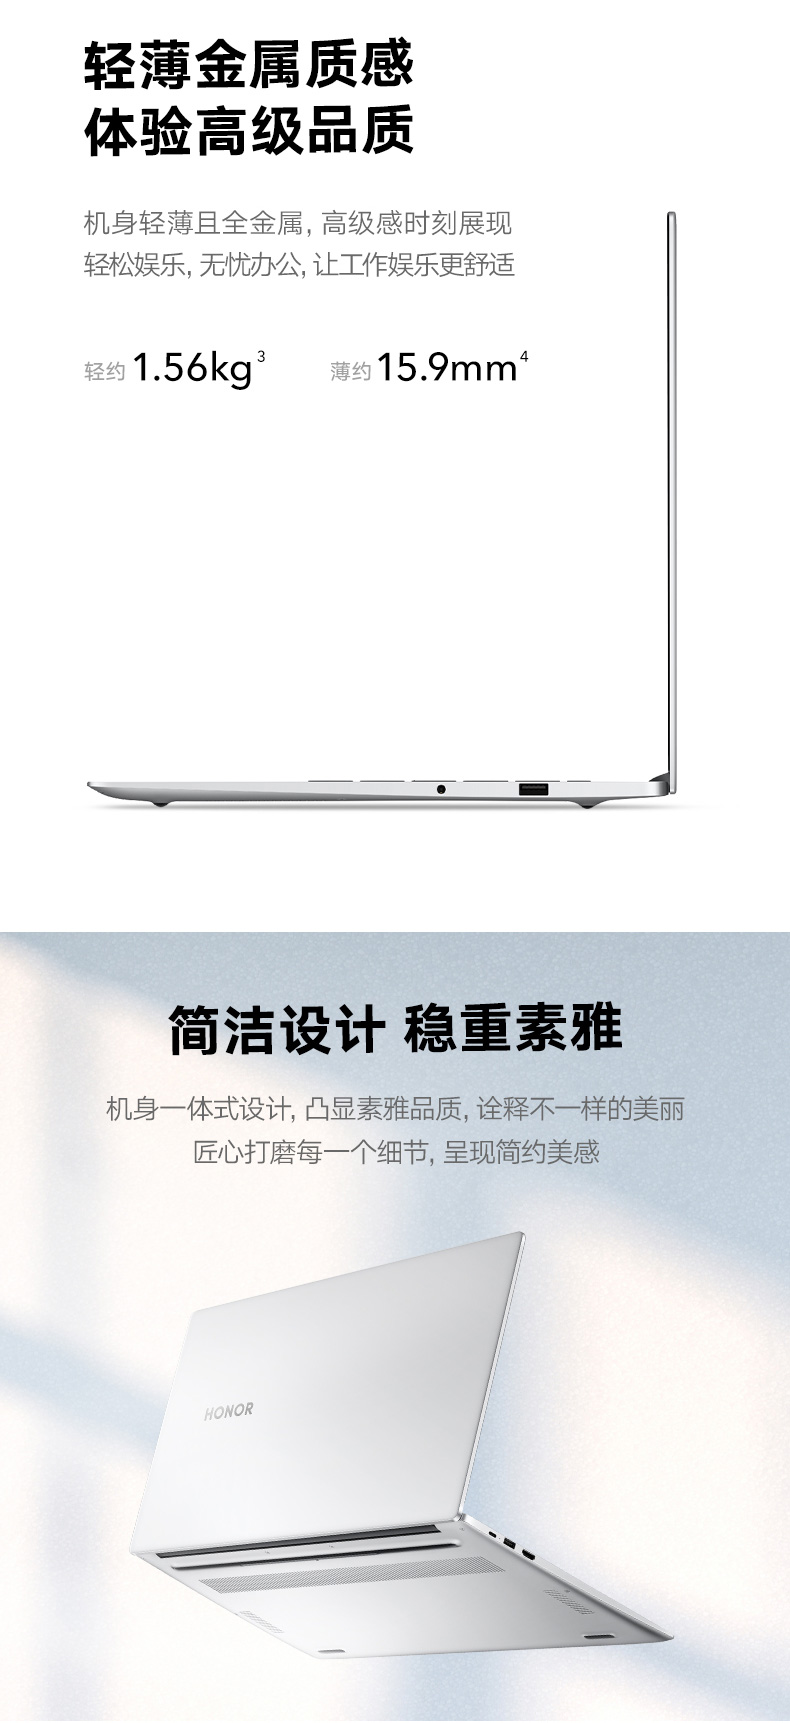 轻薄金属质感
体验高级品质
机身轻薄且全金属, 高级感时刻展现
轻松娱乐, 无忧办公, 让工作娱乐更舒适
轻约 1.56kg³ 薄约 15.9mm⁴
简洁设计 稳重素雅
机身一体式设计, 凸显素雅品质, 诠释不一样的美丽
匠心打磨每一个细节, 呈现简约美感
HONOR